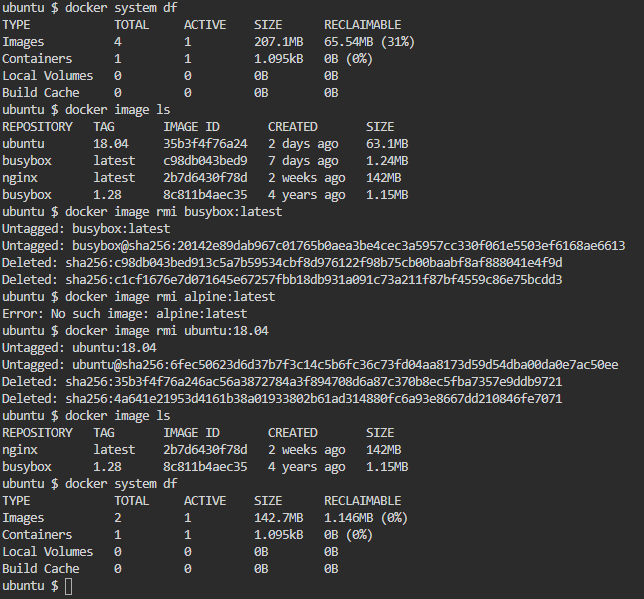 ubuntu $ docker system df
TYPE TOTAL ACTIVE SIZE RECLAIMABLE
Images 4 1 207.1MB 65.54MB (31%)
Containers 1 1 1.095kB 0B (0%)
Local Volumes 0 0 0B 0B
Build Cache 0 0 0B 0B
ubuntu $ docker image ls
REPOSITORY TAG IMAGE ID CREATED SIZE
ubuntu 18.04 35b3f4f76a24 2 days ago 63.1MB
busybox latest c98db043bed9 7 days ago 1.24MB
nginx latest 2b7d6430f78d 2 weeks ago 142MB
busybox 1.28 8c811b4aec35 4 years ago 1.15MB
ubuntu $ docker image rmi busybox:latest
Untagged: busybox:latest
Untagged: busybox@sha256:20142e89dab967c01765b0aea3be4cec3a5957cc330f061e5503ef6168ae6613
Deleted: sha256:c98db043bed913c5a7b59534cbf8d976122f98b75cb00baabf8af888041e4f9d
Deleted: sha256:c1cf1676e7d071645e67257fbb18db931a091c73a211f87bf4559c86e75bcdd3
ubuntu $ docker image rmi alpine:latest
Error: No such image: alpine:latest
ubuntu $ docker image rmi ubuntu:18.04
Untagged: ubuntu:18.04
Untagged: ubuntu@sha256:6fec50623d6d37b7f3c14c5b6fc36c73fd04aa8173d59d54dba00da0e7ac50ee
Deleted: sha256:35b3f4f76a246ac56a3872784a3f894708d6a87c370b8ec5fba7357e9ddb9721
Deleted: sha256:4a641e21953d4161b38a01933802b61ad314880fc6a93e8667dd210846fe7071
ubuntu $ docker image ls
REPOSITORY TAG IMAGE ID CREATED SIZE
nginx latest 2b7d6430f78d 2 weeks ago 142MB
busybox 1.28 8c811b4aec35 4 years ago 1.15MB
ubuntu $ docker system df
TYPE TOTAL ACTIVE SIZE RECLAIMABLE
Images 2 1 142.7MB 1.146MB (0%)
Containers 1 1 1.095kB 0B (0%)
Local Volumes 0 0 0B 0B
Build Cache 0 0 0B 0B
ubuntu $